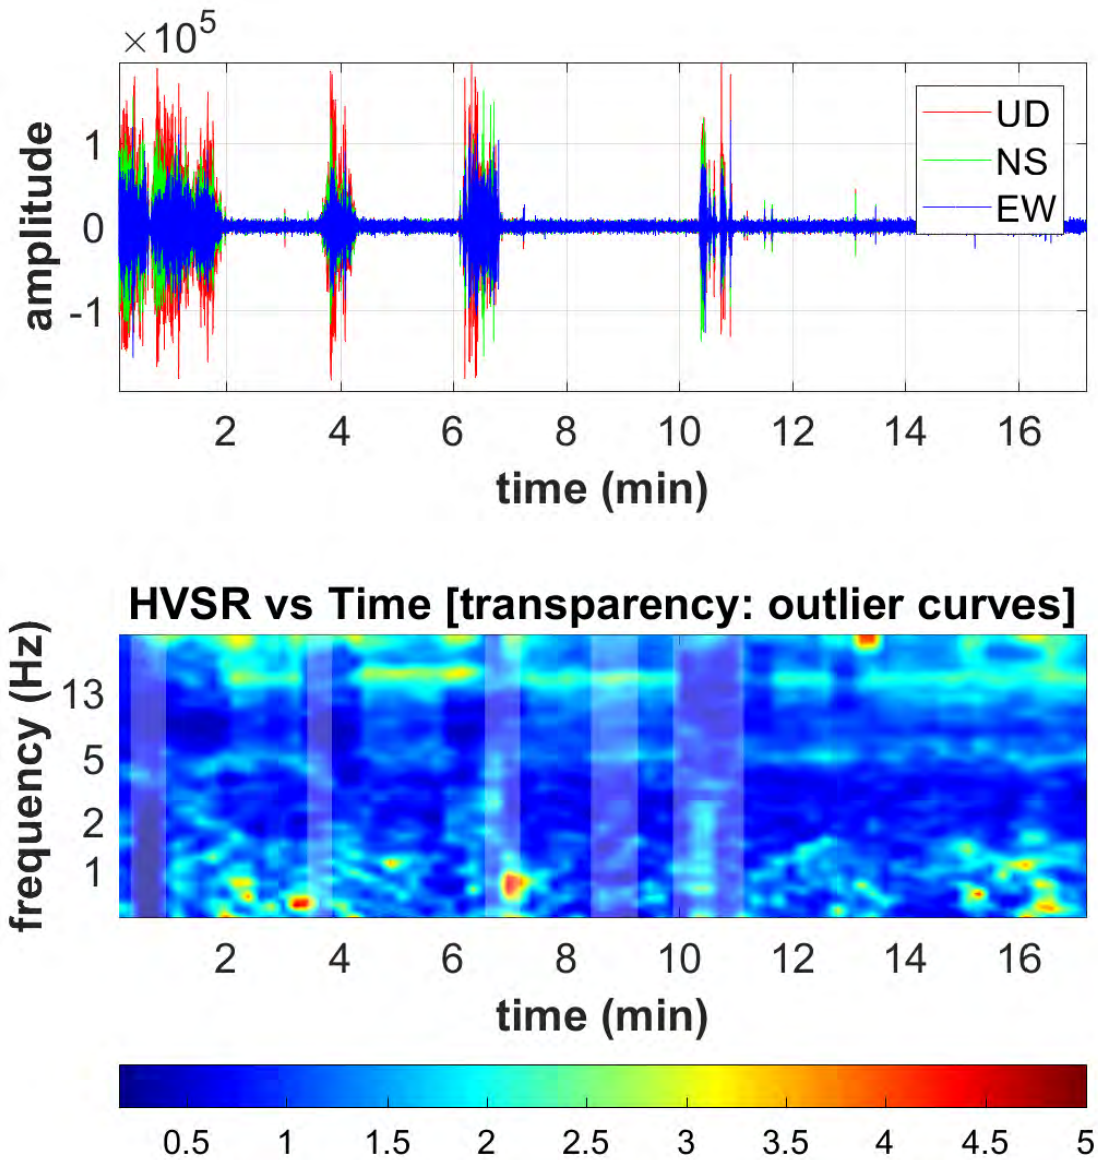 ×10^5
amplitude
1
0
-1
UD
NS
EW
2 4 6 8 10 12 14 16
time (min)
HVSR vs Time [transparency: outlier curves]
frequency (Hz)
13
5
2
1
2 4 6 8 10 12 14 16
time (min)
0.5 1 1.5 2 2.5 3 3.5 4 4.5 5